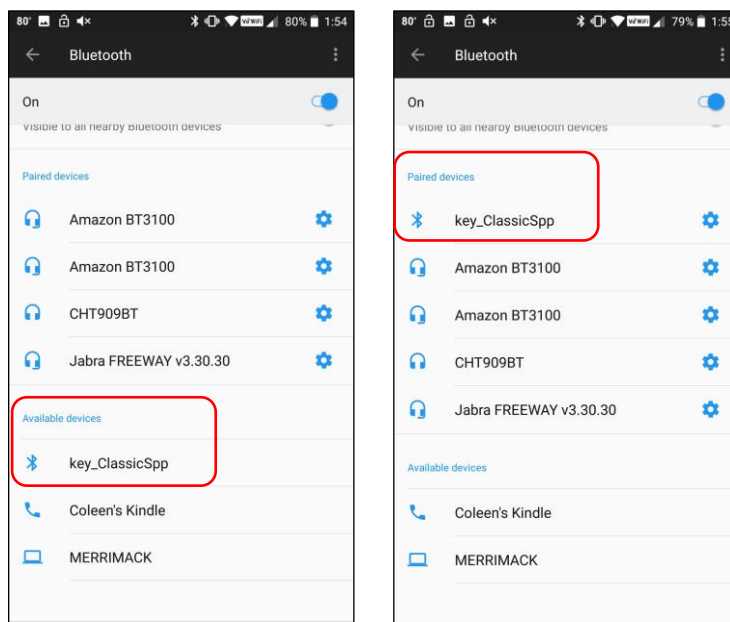 80° 80% 1:54
Bluetooth
On
Visible to all nearby Bluetooth devices
Paired devices
Amazon BT3100
Amazon BT3100
CHT909BT
Jabra FREEWAY v3.30.30
Available devices
key_ClassicSpp
Coleen's Kindle
MERRIMACK
80° 79% 1:55
Bluetooth
On
Visible to all nearby Bluetooth devices
Paired devices
key_ClassicSpp
Amazon BT3100
Amazon BT3100
CHT909BT
Jabra FREEWAY v3.30.30
Available devices
Coleen's Kindle
MERRIMACK